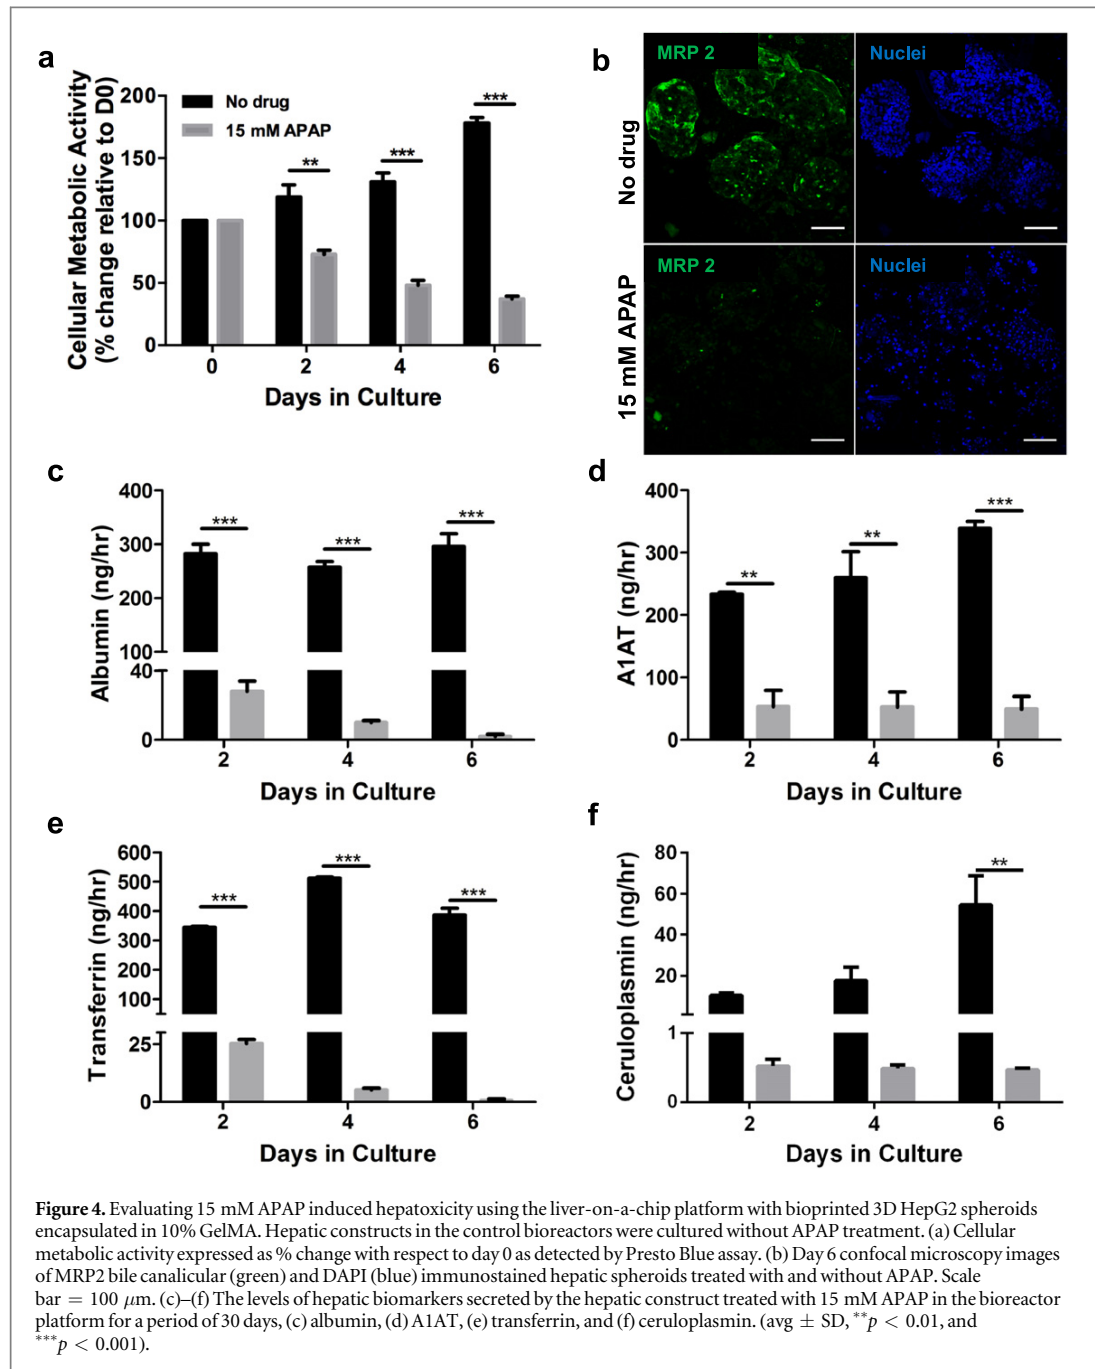 a
Cellular Metabolic Activity
(% change relative to D0)
200
150
100
50
0
No drug
15 mM APAP
**
***
***
0
2
4
6
Days in Culture
b
No drug
15 mM APAP
MRP 2
Nuclei
MRP 2
Nuclei
c
Albumin (ng/hr)
400
300
200
100
40
0
***
***
***
2
4
6
Days in Culture
d
A1AT (ng/hr)
400
300
200
100
0
**
**
***
2
4
6
Days in Culture
e
Transferrin (ng/hr)
600
500
400
300
200
100
25
0
***
***
***
2
4
6
Days in Culture
f
Ceruloplasmin (ng/hr)
80
60
40
20
1
0
**
2
4
6
Days in Culture
Figure 4. Evaluating 15 mM APAP induced hepatoxicity using the liver-on-a-chip platform with bioprinted 3D HepG2 spheroids
encapsulated in 10% GelMA. Hepatic constructs in the control bioreactors were cultured without APAP treatment. (a) Cellular
metabolic activity expressed as % change with respect to day 0 as detected by Presto Blue assay. (b) Day 6 confocal microscopy images
of MRP2 bile canalicular (green) and DAPI (blue) immunostained hepatic spheroids treated with and without APAP. Scale
bar = 100 μm. (c)–(f) The levels of hepatic biomarkers secreted by the hepatic construct treated with 15 mM APAP in the bioreactor
platform for a period of 30 days, (c) albumin, (d) A1AT, (e) transferrin, and (f) ceruloplasmin. (avg ± SD, **p < 0.01, and
***p < 0.001).